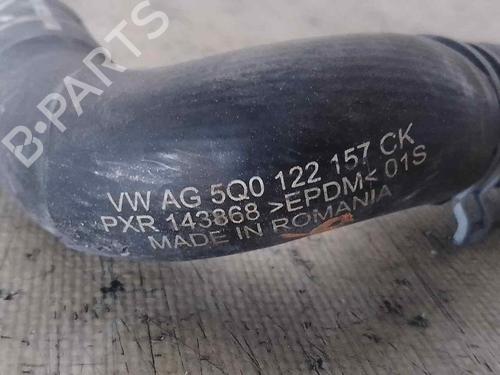 B-PARTS
VW AG 5Q0 122 157 CK
PXR 143868 >EPDM< 01S
MADE IN ROMANIA